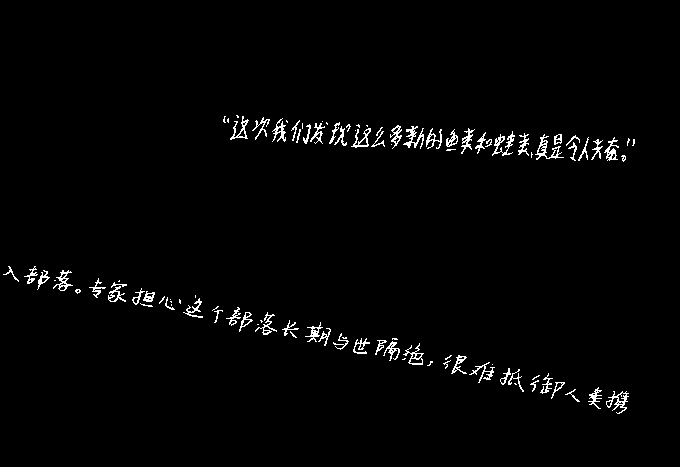 “这次我们发现这么多新的鱼类和蛙类,真是令人兴奋。”
入部落。专家担心这个部落长期与世隔绝,很难抵御人类携